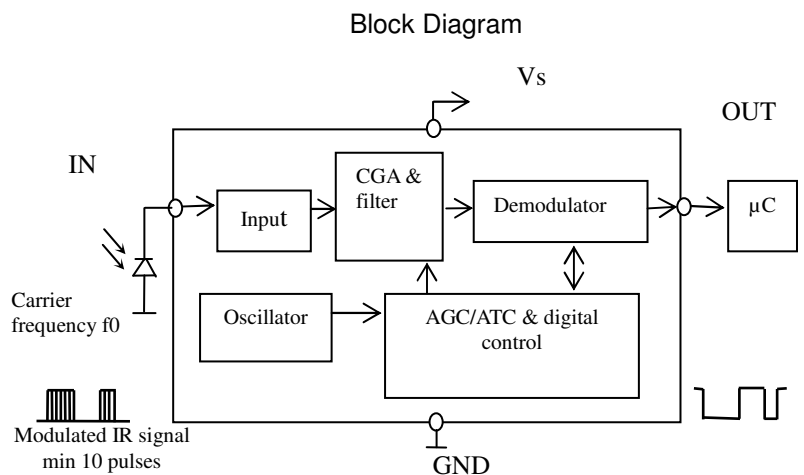 Block Diagram
Vs
OUT
IN
CGA &
filter
Input
Demodulator
µC
Carrier
frequency f0
Oscillator
AGC/ATC & digital
control
Modulated IR signal
min 10 pulses
GND